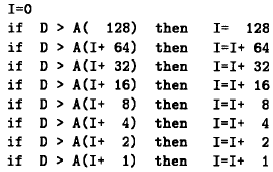 I=0
if D > A( 128) then I= 128
if D > A(I+ 64) then I=I+ 64
if D > A(I+ 32) then I=I+ 32
if D > A(I+ 16) then I=I+ 16
if D > A(I+ 8) then I=I+ 8
if D > A(I+ 4) then I=I+ 4
if D > A(I+ 2) then I=I+ 2
if D > A(I+ 1) then I=I+ 1